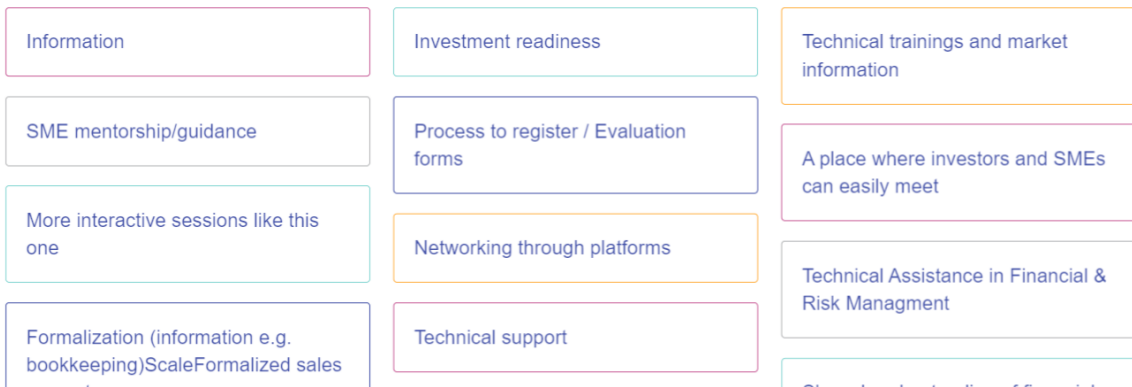 Information
SME mentorship/guidance
More interactive sessions like this
one
Formalization (information e.g.
bookkeeping)ScaleFormalized sales
Investment readiness
Process to register / Evaluation
forms
Networking through platforms
Technical support
Technical trainings and market
information
A place where investors and SMEs
can easily meet
Technical Assistance in Financial &
Risk Managment